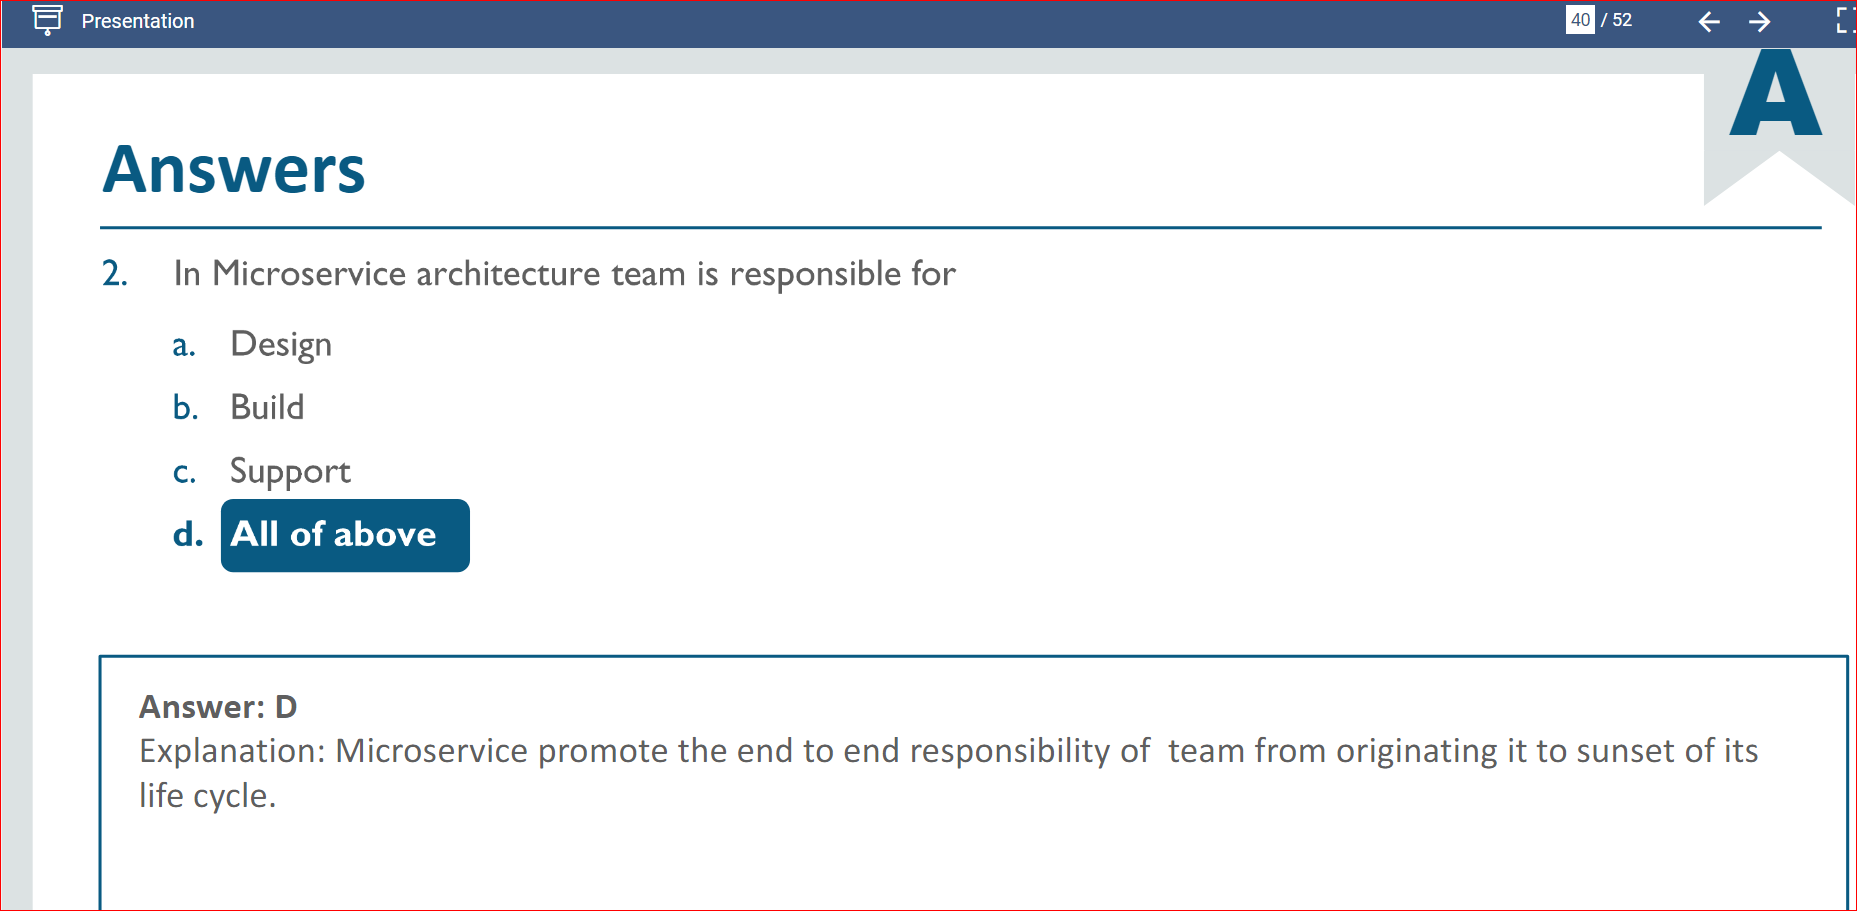 Presentation
40 / 52
A
Answers
2. In Microservice architecture team is responsible for
a. Design
b. Build
c. Support
d. All of above
Answer: D
Explanation: Microservice promote the end to end responsibility of  team from originating it to sunset of its
life cycle.